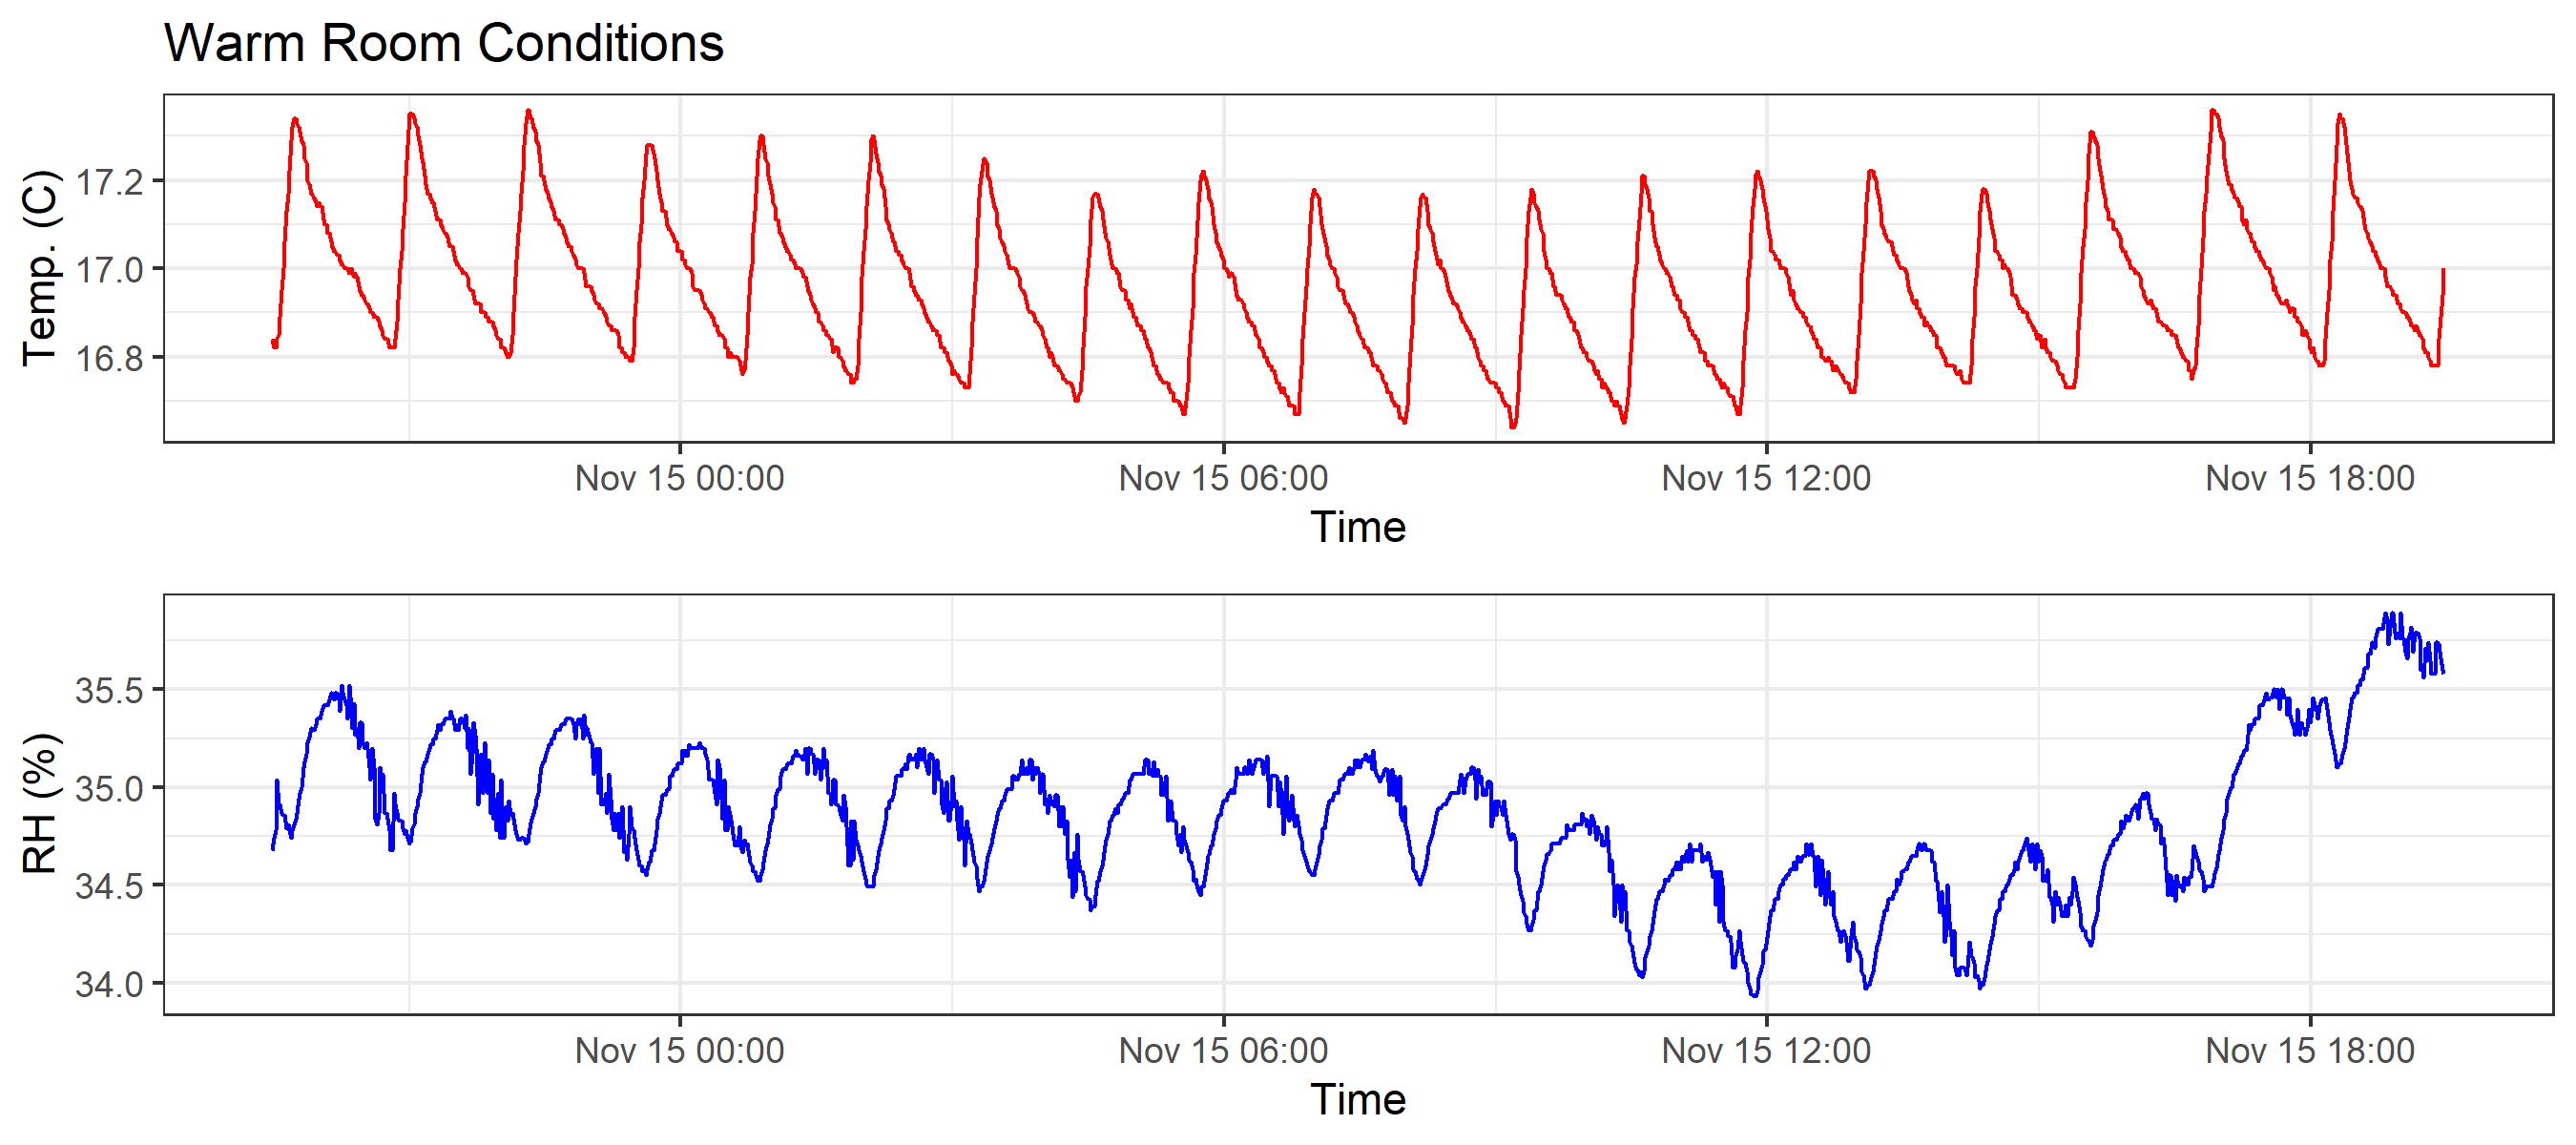 Warm Room Conditions
Temp. (C)
17.2
17.0
16.8
Nov 15 00:00 Nov 15 06:00 Nov 15 12:00 Nov 15 18:00
Time
RH (%)
35.5
35.0
34.5
34.0
Nov 15 00:00 Nov 15 06:00 Nov 15 12:00 Nov 15 18:00
Time